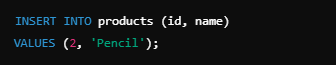 INSERT INTO products (id, name)
VALUES (2, 'Pencil');